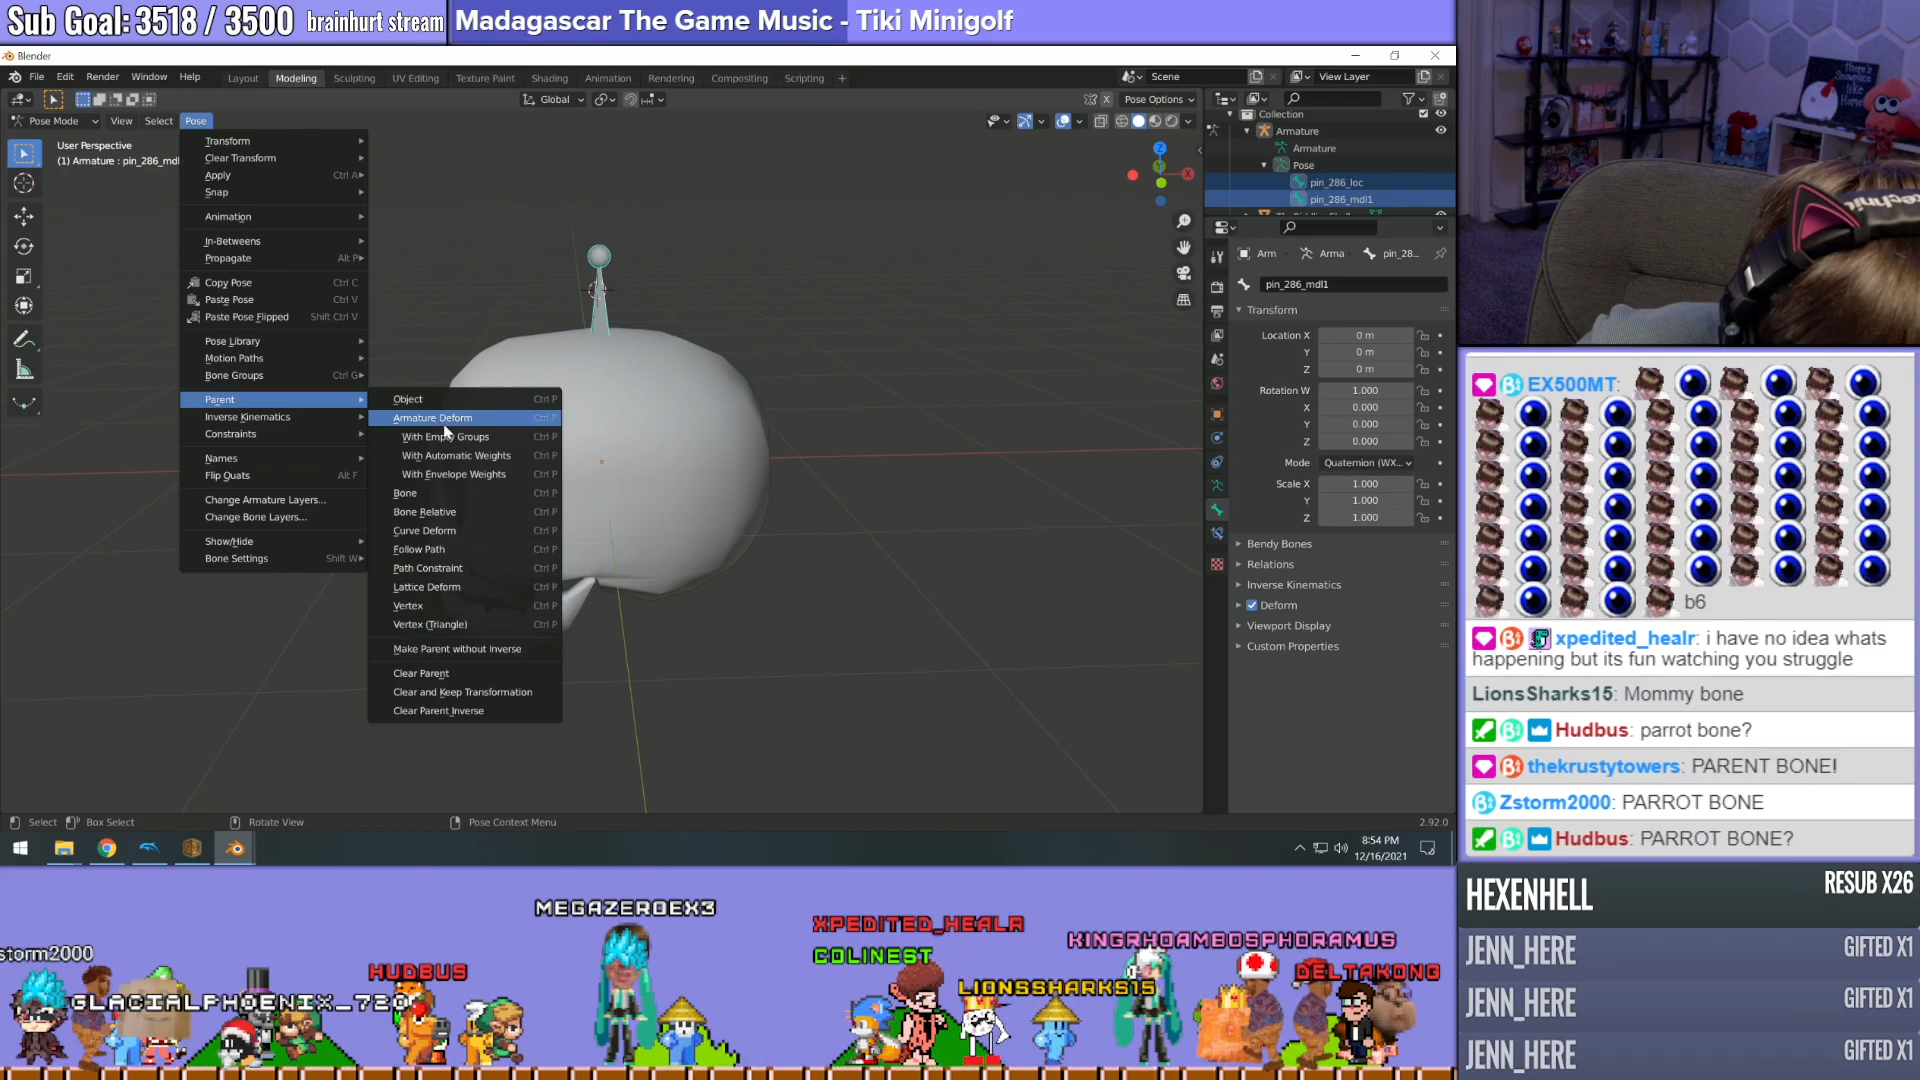 Sub Goal: 3518 / 3500 brainhurt stream
Madagascar The Game Music - Tiki Minigolf
Blender
File Edit Render Window Help
Layout Modeling Sculpting UV Editing Texture Paint Shading Animation Rendering Compositing Scripting +
Scene
View Layer
Global
X
Pose Options
Pose Mode View Select Pose
User Perspective
(1) Armature : pin_286_mdl
Transform
Clear Transform
Apply Ctrl A
Snap
Animation
In-Betweens
Propagate Alt P
Copy Pose Ctrl C
Paste Pose Ctrl V
Paste Pose Flipped Shift Ctrl V
Pose Library
Motion Paths
Bone Groups Ctrl G
Parent
Inverse Kinematics
Constraints
Names
Flip Quats Alt F
Change Armature Layers...
Change Bone Layers...
Show/Hide
Bone Settings Shift W
Object Ctrl P
Armature Deform Ctrl P
With Empty Groups Ctrl P
With Automatic Weights Ctrl P
With Envelope Weights Ctrl P
Bone Ctrl P
Bone Relative Ctrl P
Curve Deform Ctrl P
Follow Path Ctrl P
Path Constraint Ctrl P
Lattice Deform Ctrl P
Vertex Ctrl P
Vertex (Triangle) Ctrl P
Make Parent without Inverse
Clear Parent
Clear and Keep Transformation
Clear Parent Inverse
Z
X
Collection
Armature
Armature
Pose
pin_286_loc
pin_286_mdl1
Arm Arma pin_28...
pin_286_mdl1
Transform
Location X 0 m
Y 0 m
Z 0 m
Rotation W 1.000
X 0.000
Y 0.000
Z 0.000
Mode Quaternion (WX...
Scale X 1.000
Y 1.000
Z 1.000
Bendy Bones
Relations
Inverse Kinematics
Deform
Viewport Display
Custom Properties
Select Box Select Rotate View Pose Context Menu 2.92.0
8:54 PM
12/16/2021
There's
Home
technic
EX500MT:
b6
xpedited_healr: i have no idea whats
happening but its fun watching you struggle
LionsSharks15: Mommy bone
Hudbus: parrot bone?
thekrustytowers: PARENT BONE!
Zstorm2000: PARROT BONE
Hudbus: PARROT BONE?
HEXENHELL RESUB X26
JENN_HERE GIFTED X1
JENN_HERE GIFTED X1
JENN_HERE GIFTED X1
MEGAZEROEX3
XPEDITED_HEALR
COLINEST
KINGRHOAMBOSPHORAMUS
storm2000
HUDBUS
DELTAKONG
LIONSSHARKS15
GLACIALPHOENIX_720